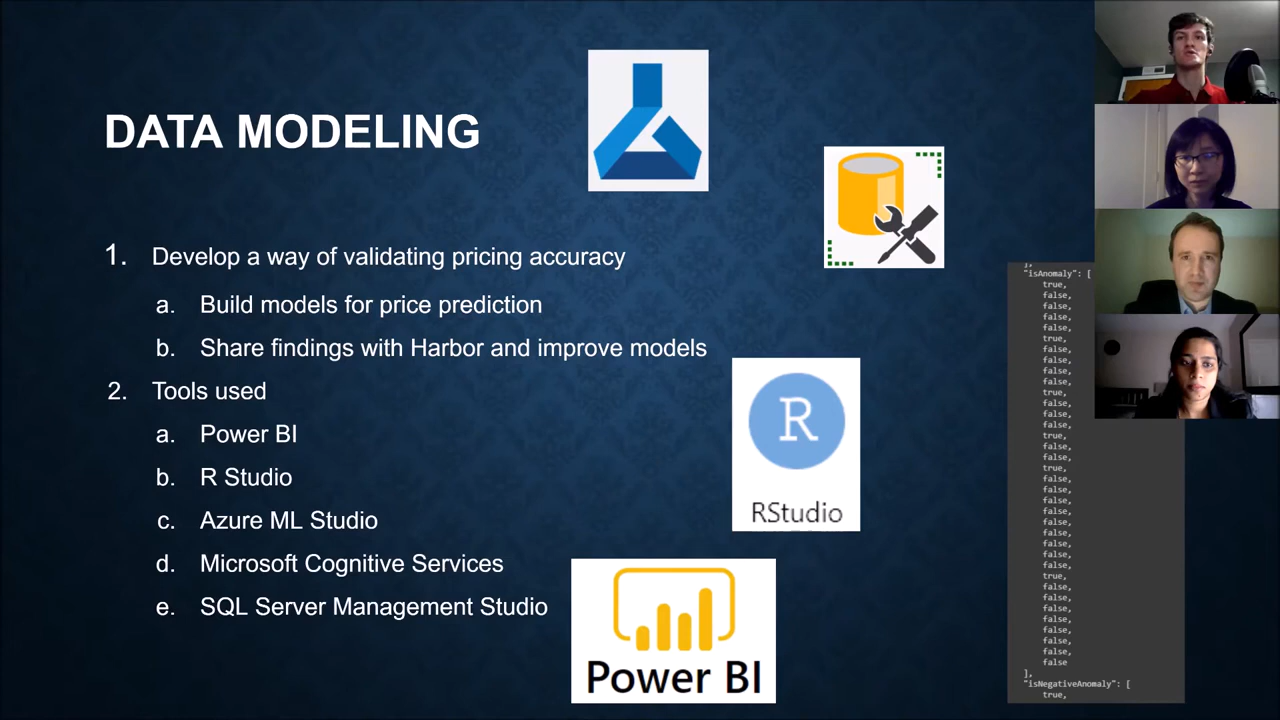 DATA MODELING
1. Develop a way of validating pricing accuracy
a. Build models for price prediction
b. Share findings with Harbor and improve models
2. Tools used
a. Power BI
b. R Studio
c. Azure ML Studio
d. Microsoft Cognitive Services
e. SQL Server Management Studio
R
RStudio
Power BI
],
"isAnomaly": [
true,
false,
false,
false,
false,
true,
false,
false,
false,
false,
true,
false,
false,
false,
true,
false,
false,
true,
false,
false,
false,
false,
false,
false,
false,
false,
false,
true,
false,
false,
false,
false,
false,
false,
false,
false
],
"isNegativeAnomaly": [
true,